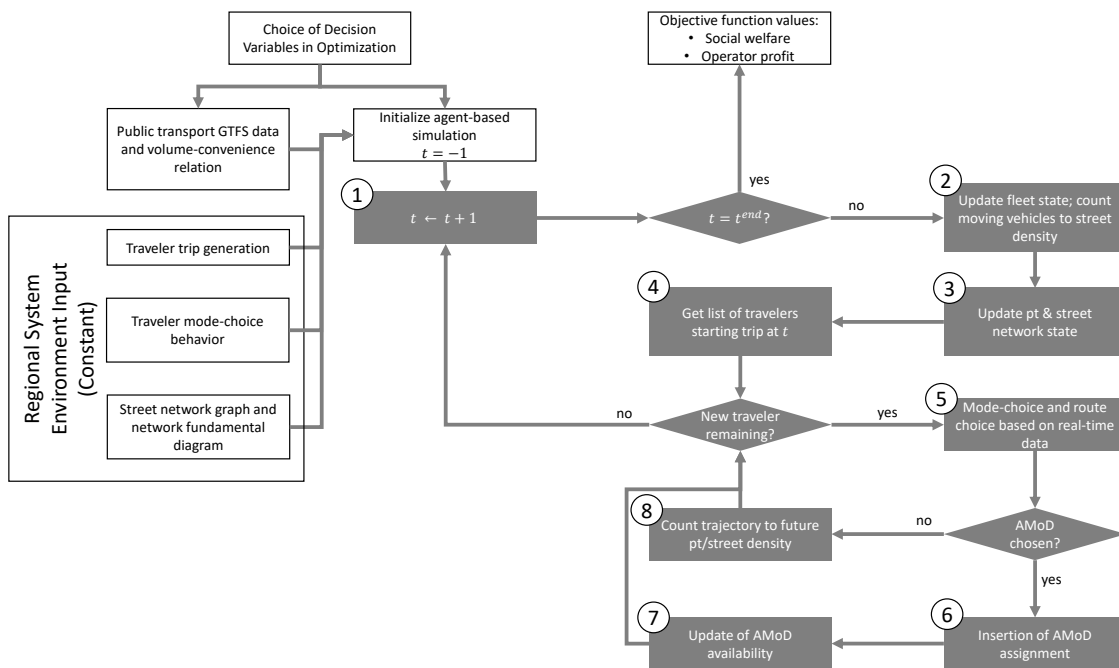 Choice of Decision
Variables in Optimization
Objective function values:
• Social welfare
• Operator profit
Public transport GTFS data
and volume-convenience
relation
Initialize agent-based
simulation
t = −1
Regional System
Environment Input
(Constant)
Traveler trip generation
Traveler mode-choice
behavior
Street network graph and
network fundamental
diagram
1
t ← t + 1
t = t^end?
yes
no
2
Update fleet state; count
moving vehicles to street
density
3
Update pt & street
network state
4
Get list of travelers
starting trip at t
New traveler
remaining?
no
yes
5
Mode-choice and route
choice based on real-time
data
AMoD
chosen?
no
yes
8
Count trajectory to future
pt/street density
6
Insertion of AMoD
assignment
7
Update of AMoD
availability